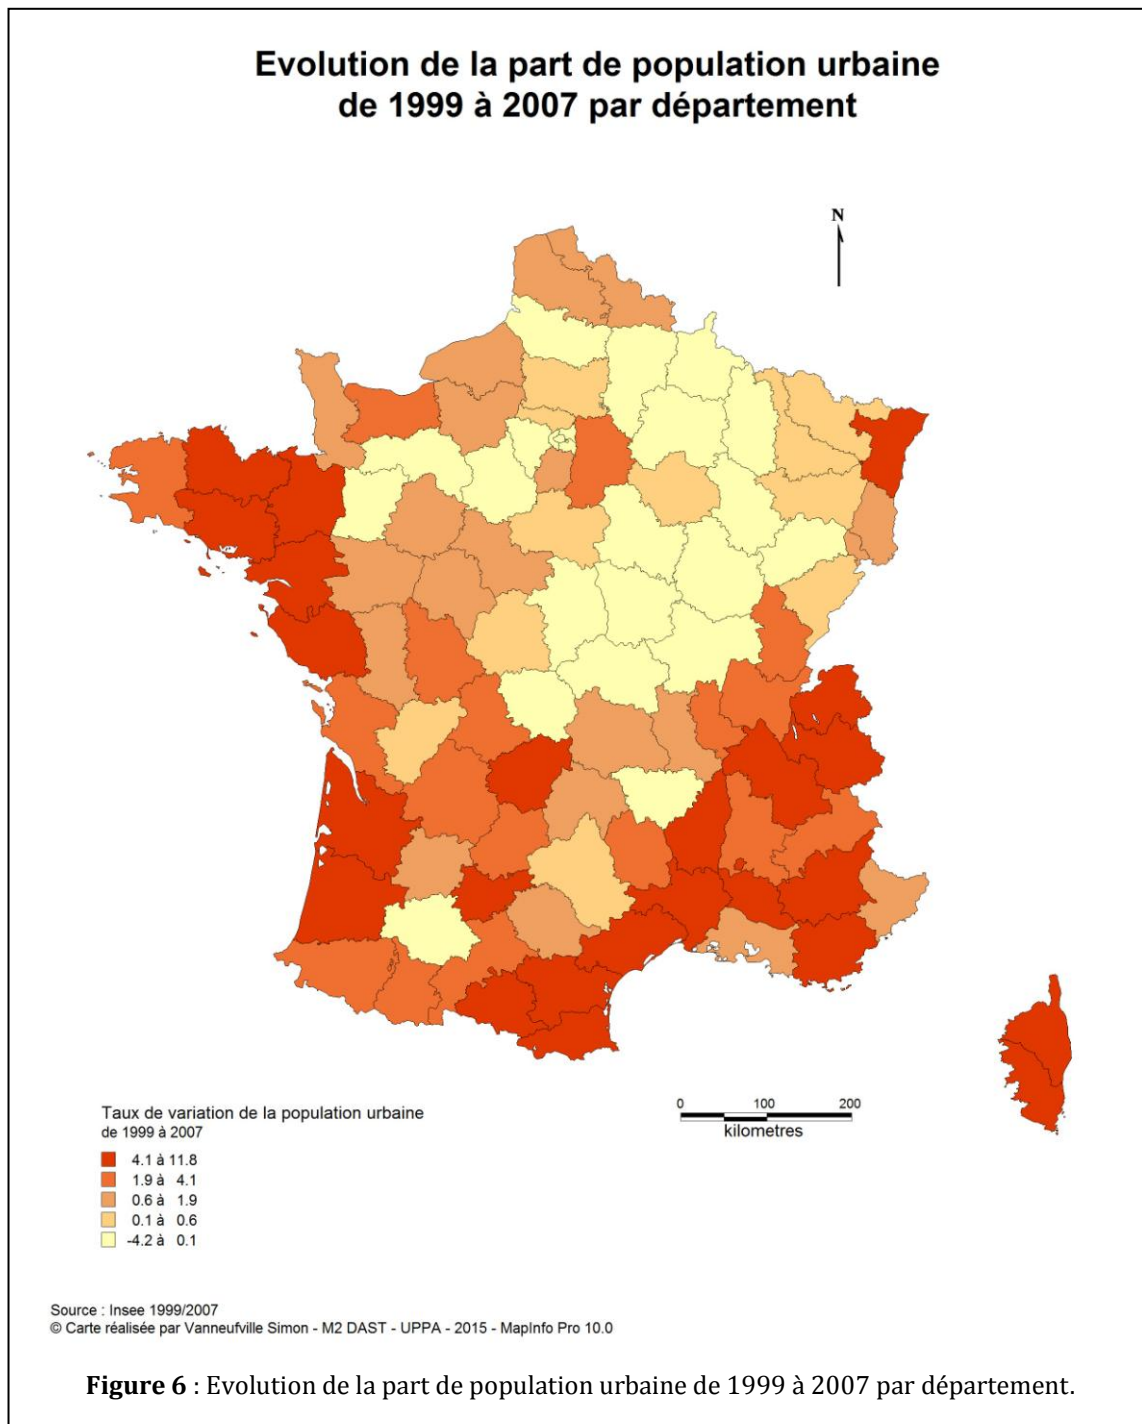 Evolution de la part de population urbaine
de 1999 à 2007 par département
N
Taux de variation de la population urbaine
de 1999 à 2007
4.1 à 11.8
1.9 à 4.1
0.6 à 1.9
0.1 à 0.6
-4.2 à 0.1
0 100 200
kilometres
Source : Insee 1999/2007
© Carte réalisée par Vanneufville Simon - M2 DAST - UPPA - 2015 - MapInfo Pro 10.0
Figure 6 : Evolution de la part de population urbaine de 1999 à 2007 par département.